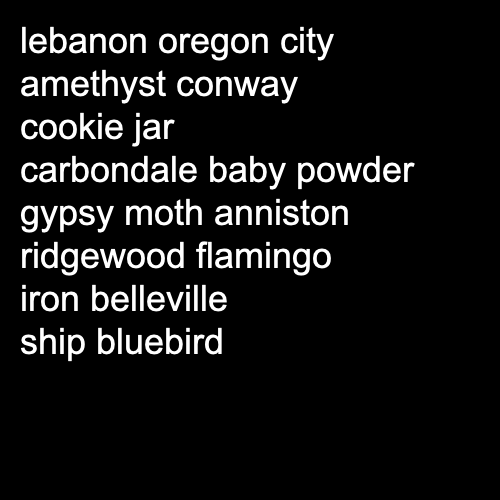 lebanon oregon city
amethyst conway
cookie jar
carbondale baby powder
gypsy moth anniston
ridgewood flamingo
iron belleville
ship bluebird